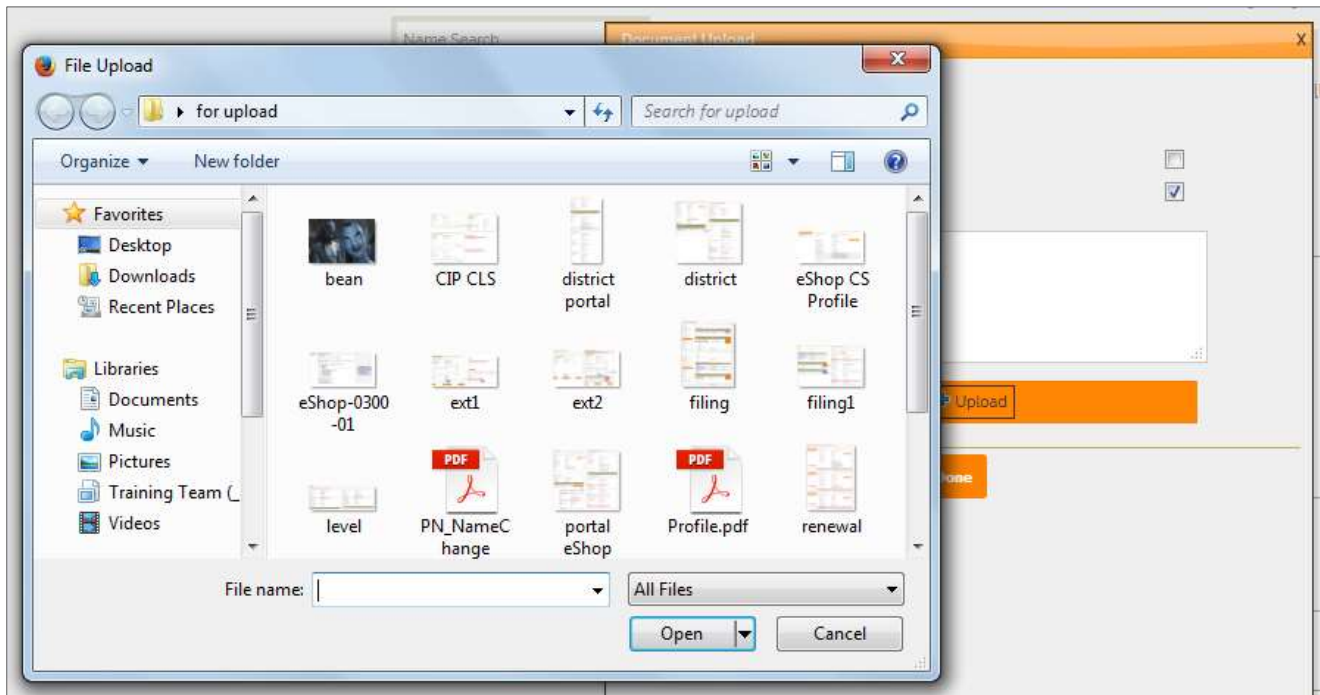 Name Search
Document Upload
X
File Upload
for upload
Search for upload
Organize
New folder
Favorites
Desktop
Downloads
Recent Places
Libraries
Documents
Music
Pictures
Training Team (_
Videos
bean
CIP CLS
district
portal
district
eShop CS
Profile
eShop-0300
-01
ext1
ext2
filing
filing1
level
PDF
PN_NameC
hange
portal
eShop
PDF
Profile.pdf
renewal
Upload
File name:
All Files
Open
Cancel